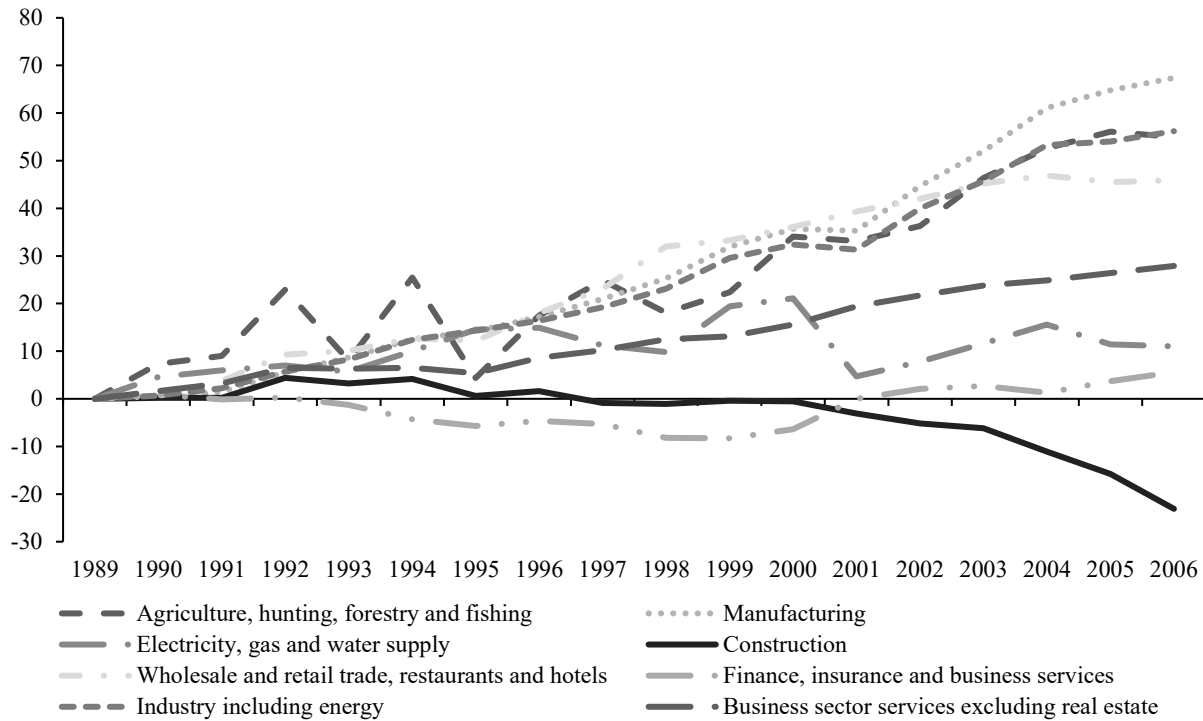 80
70
60
50
40
30
20
10
0
-10
-20
-30
1989 1990 1991 1992 1993 1994 1995 1996 1997 1998 1999 2000 2001 2002 2003 2004 2005 2006
Agriculture, hunting, forestry and fishing Manufacturing
Electricity, gas and water supply Construction
Wholesale and retail trade, restaurants and hotels Finance, insurance and business services
Industry including energy Business sector services excluding real estate